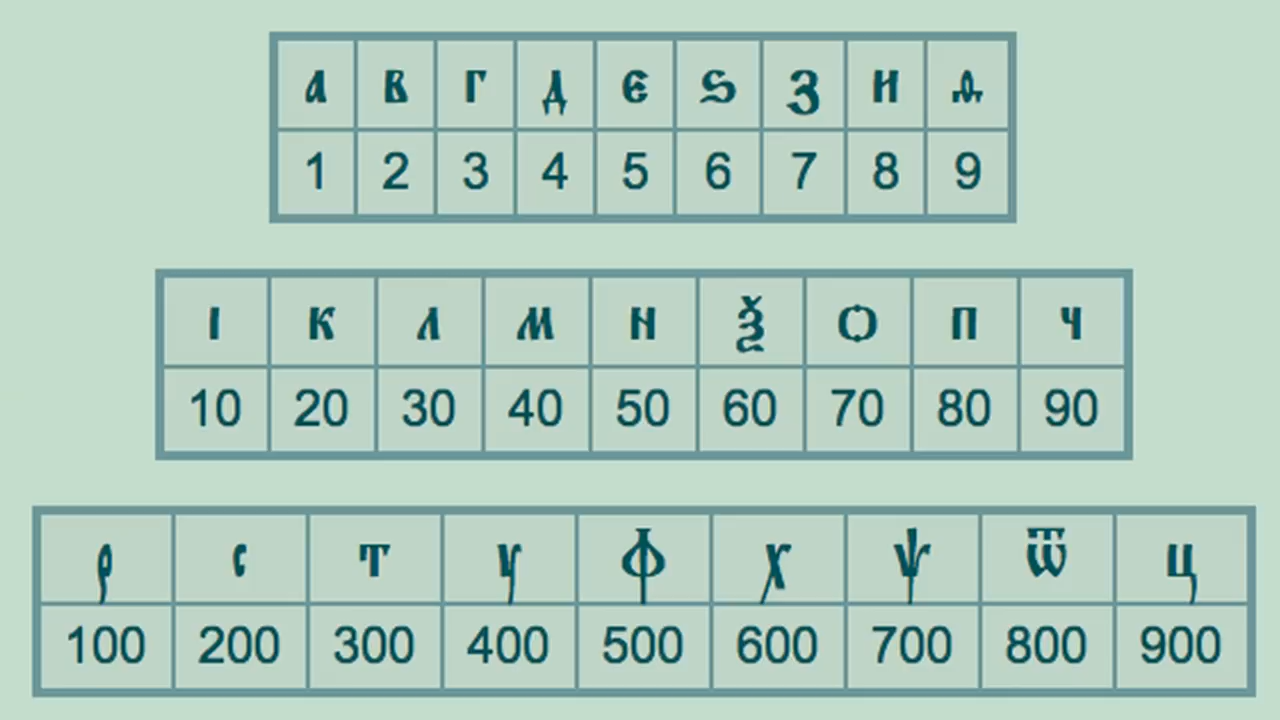 а в г д є ѕ з и ѳ
1 2 3 4 5 6 7 8 9
і к л м н ѯ о п ч
10 20 30 40 50 60 70 80 90
р с т у ф х ѱ ѿ ц
100 200 300 400 500 600 700 800 900